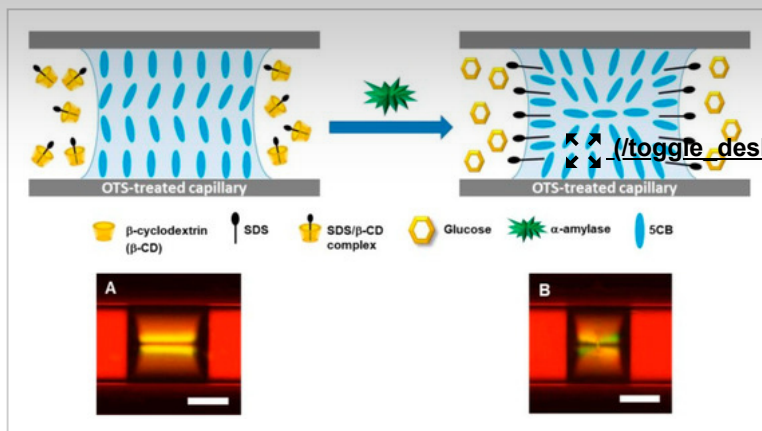 (/toggle_desl
OTS-treated capillary
OTS-treated capillary
β-cyclodextrin
(β-CD)
SDS
SDS/β-CD
complex
Glucose
α-amylase
5CB
A
B